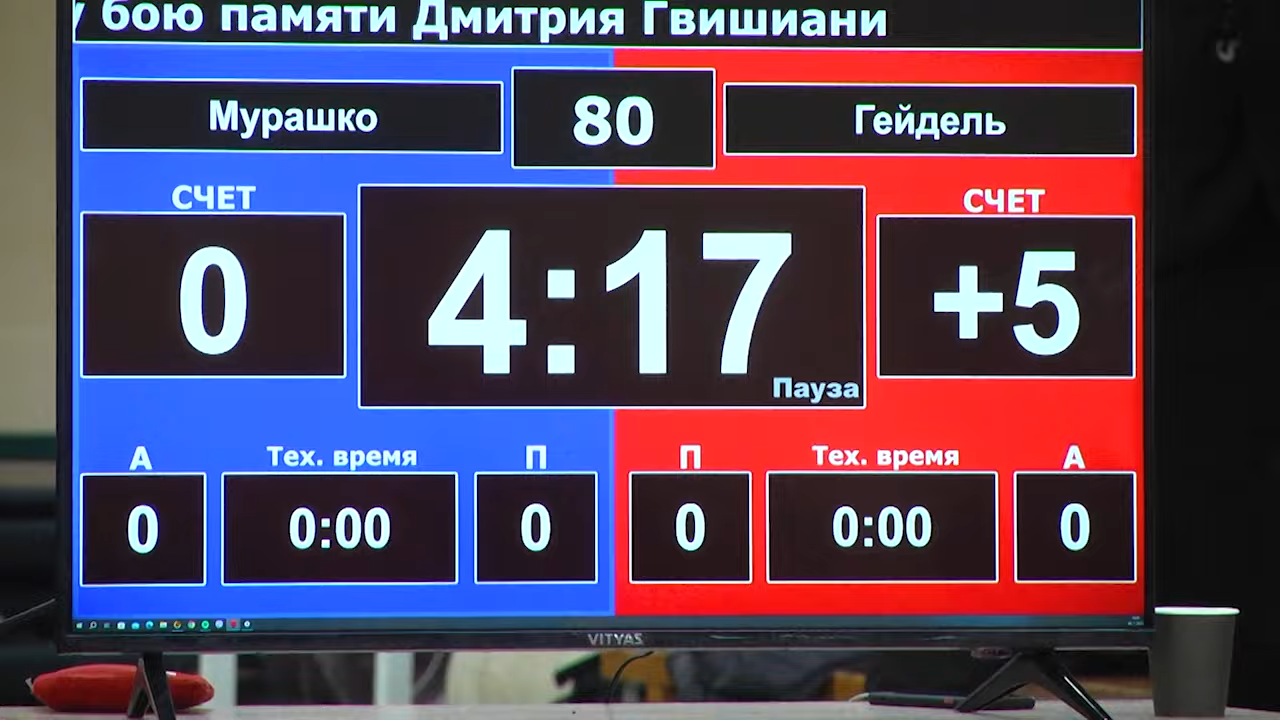 у бою памяти Дмитрия Гвишиани
Мурашко 80 Гейдель
СЧЕТ СЧЕТ
0 4:17 +5
Пауза
А Тех. время П П Тех. время А
0 0:00 0 0 0:00 0
VITYAS